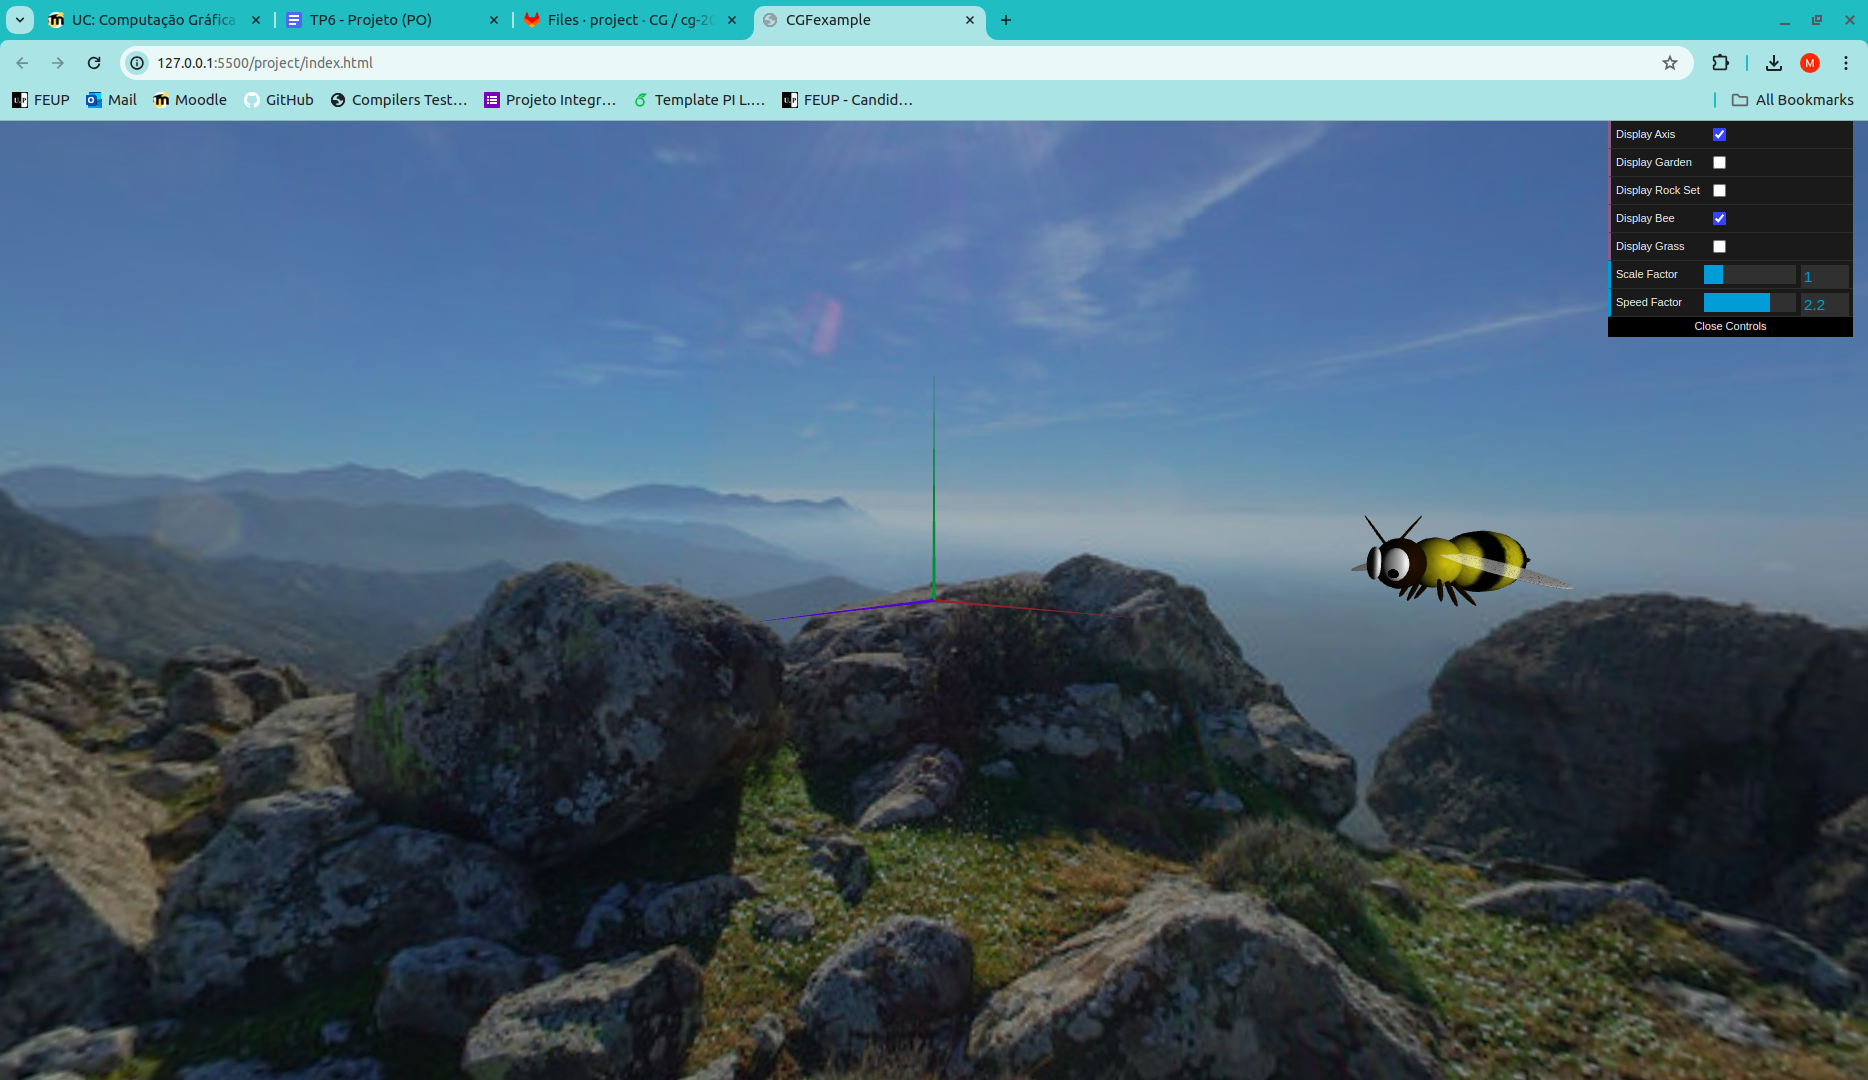 UC: Computação Gráfica
TP6 - Projeto (PO)
Files · project · CG / cg-20
CGFexample
127.0.0.1:5500/project/index.html
M
FEUP
Mail
Moodle
GitHub
Compilers Test...
Projeto Integr...
Template PI L....
FEUP - Candid...
All Bookmarks
Display Axis
Display Garden
Display Rock Set
Display Bee
Display Grass
Scale Factor 1
Speed Factor 2.2
Close Controls